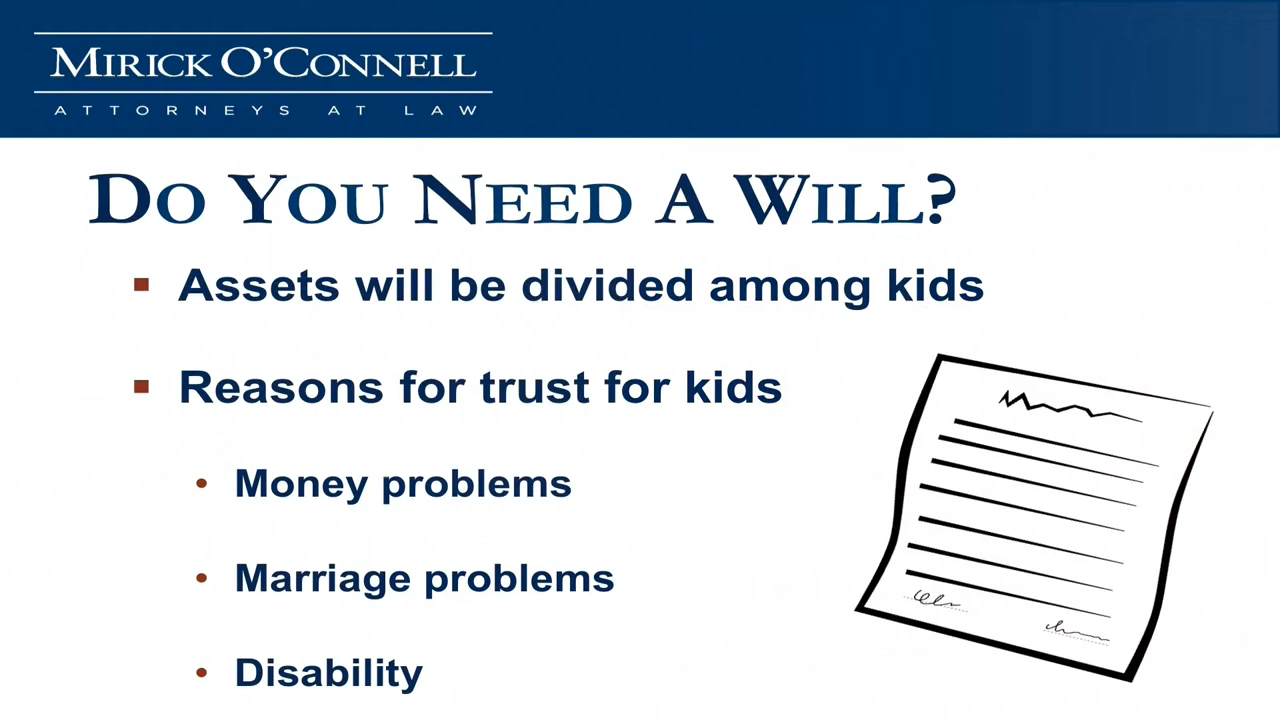 MIRICK O'CONNELL
ATTORNEYS AT LAW
DO YOU NEED A WILL?
▪ Assets will be divided among kids
▪ Reasons for trust for kids
• Money problems
• Marriage problems
• Disability